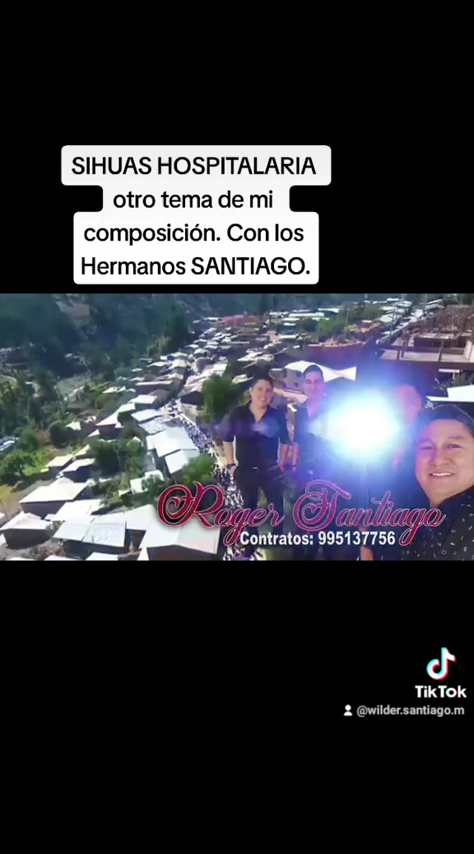 SIHUAS HOSPITALARIA
otro tema de mi
composición. Con los
Hermanos SANTIAGO.
Roger Santiago
Contratos: 995137756
TikTok
@wilder.santiago.m